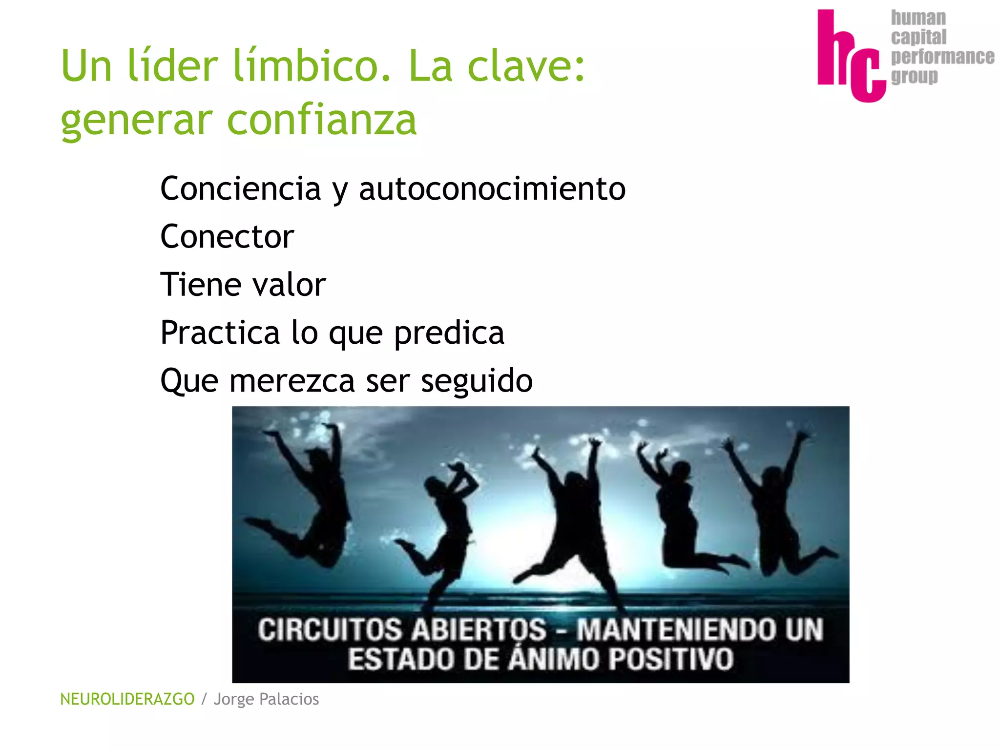 human
capital
performance
group
hc
Un líder límbico. La clave:
generar confianza
Conciencia y autoconocimiento
Conector
Tiene valor
Practica lo que predica
Que merezca ser seguido
CIRCUITOS ABIERTOS - MANTENIENDO UN
ESTADO DE ÁNIMO POSITIVO
NEUROLIDERAZGO / Jorge Palacios